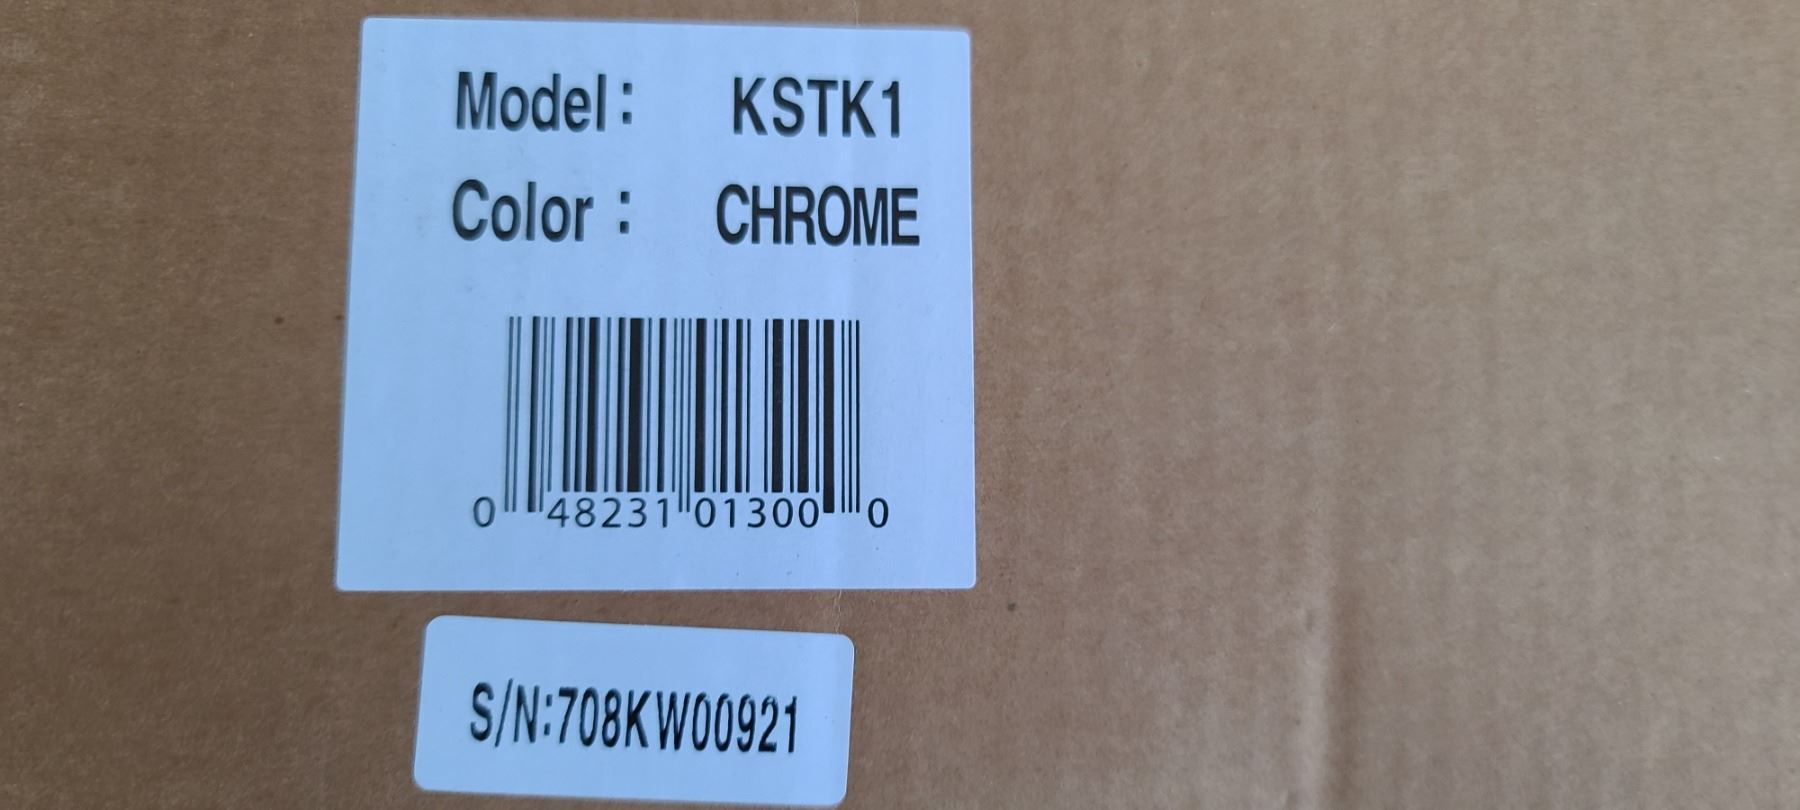 Model: KSTK1
Color : CHROME
0 48231 01300 0
S/N:708KW00921